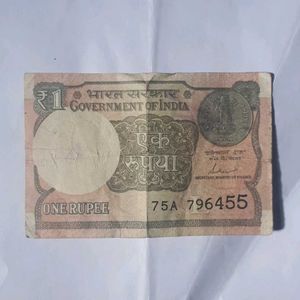 ₹1
भारत सरकार
GOVERNMENT OF INDIA
एक
रुपया
ONE RUPEE
75A 796455